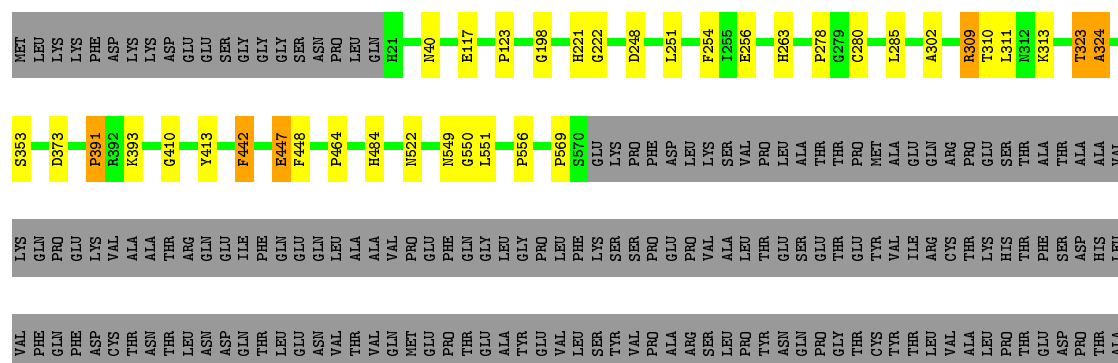 MET LEU LYS LYS PHE ASP LYS LYS ASP GLU GLU SER GLY GLY GLY SER ASN PRO LEU GLN H21 N40 E117 P123 G198 H221 G222 D248 L251 F254 I255 E256 H263 P278 G279 C280 L285 A302 R309 T310 L311 N312 K313 T323 A324
S353 D373 P391 R392 K393 G410 Y413 F442 E447 F448 P464 H484 N522 N549 G550 L551 P556 P569 S570 GLU LYS PRO PHE ASP LEU LYS SER VAL PRO LEU ALA THR THR PRO MET ALA GLU GLN ARG PRO GLU SER THR ALA THR ALA ALA VAL
LYS GLN PRO GLU LYS VAL ALA ALA THR ARG GLN GLU ILE PHE GLN GLU GLN LEU ALA ALA VAL PRO GLU PHE GLN GLY LEU GLY PRO LEU PHE LYS SER SER VAL PRO GLU PRO VAL ALA LEU THR GLU SER GLU THR GLU TYR VAL ILE ARG CYS THR LYS HIS THR PHE SER ASP HIS LEU
VAL PHE GLN PHE ASP CYS THR ASN THR LEU ASN ASP GLN THR LEU GLU ASN VAL THR VAL GLN MET GLU PRO THR GLU ALA TYR GLU VAL LEU SER TYR VAL PRO ALA ARG SER LEU PRO TYR ASN GLN PRO GLY THR CYS TYR THR LEU VAL ALA LEU PRO THR GLU ASP PRO THR